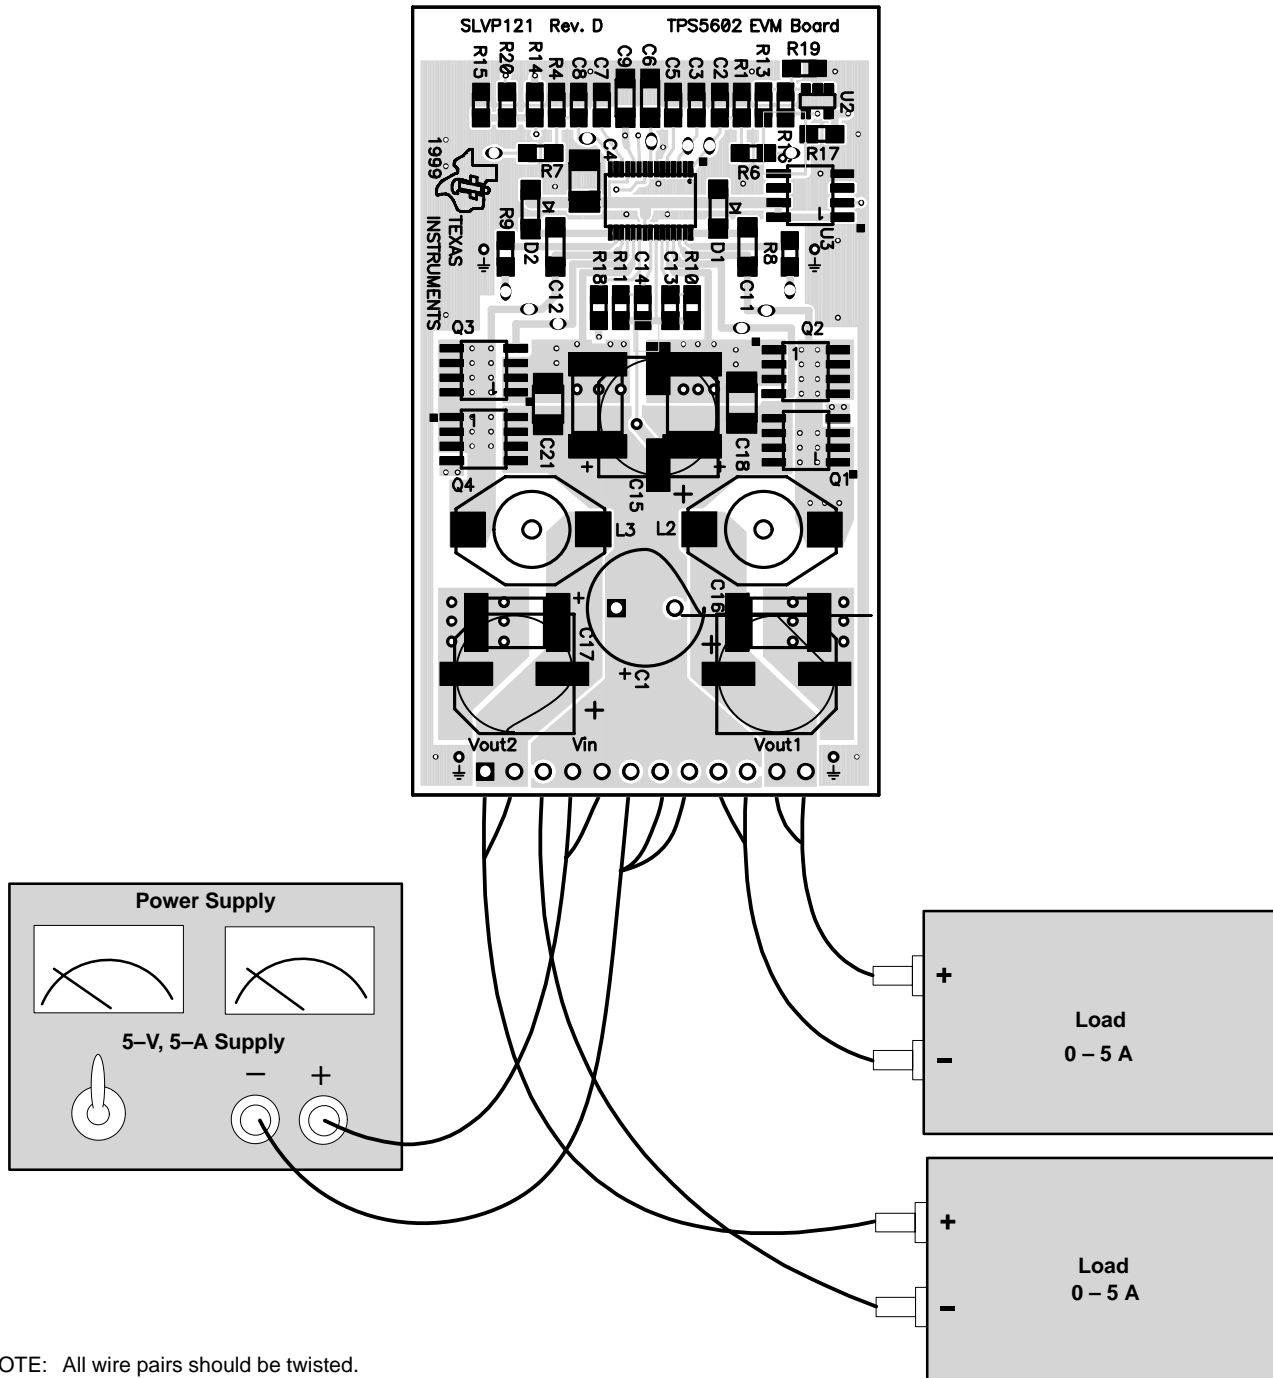 SLVP121 Rev. D TPS5602 EVM Board
R15 R20 R14 R4 C8 C7 C9 C6 C5 C3 C2 R1 R13 R19
U2
R16 R17
1999
R7 C4 R6
TEXAS
INSTRUMENTS
R9 D2 C12 D1 C11 R8 U3
R18 R11 C14 C13 R10
Q3 Q2
1 1
C21 C18
Q4 C15 Q1
+ + +
L3 L2
C16
+ C17 +
+ C1
+
Vout2 Vin Vout1
Power Supply
5–V, 5–A Supply
– +
+
Load
0 – 5 A
–
+
Load
0 – 5 A
–
OTE: All wire pairs should be twisted.